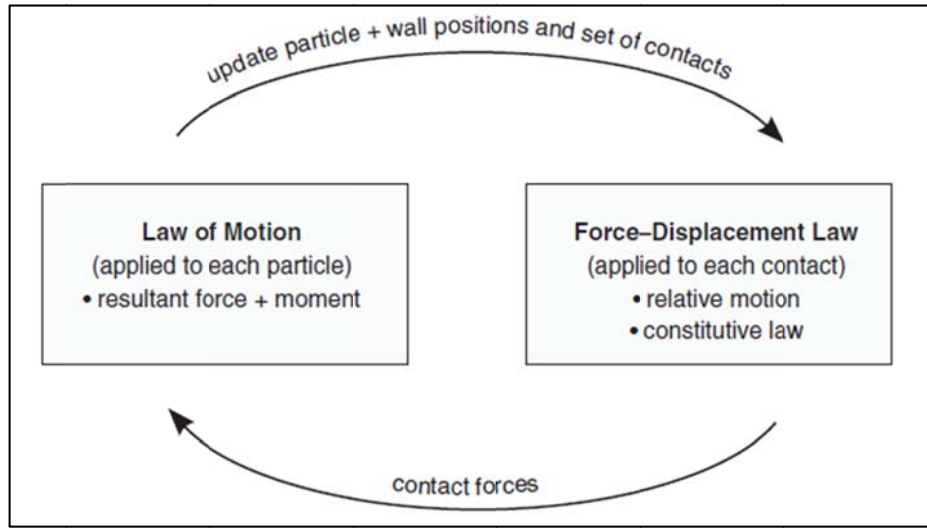 update particle + wall positions and set of contacts
Law of Motion
(applied to each particle)
• resultant force + moment
Force–Displacement Law
(applied to each contact)
• relative motion
• constitutive law
contact forces